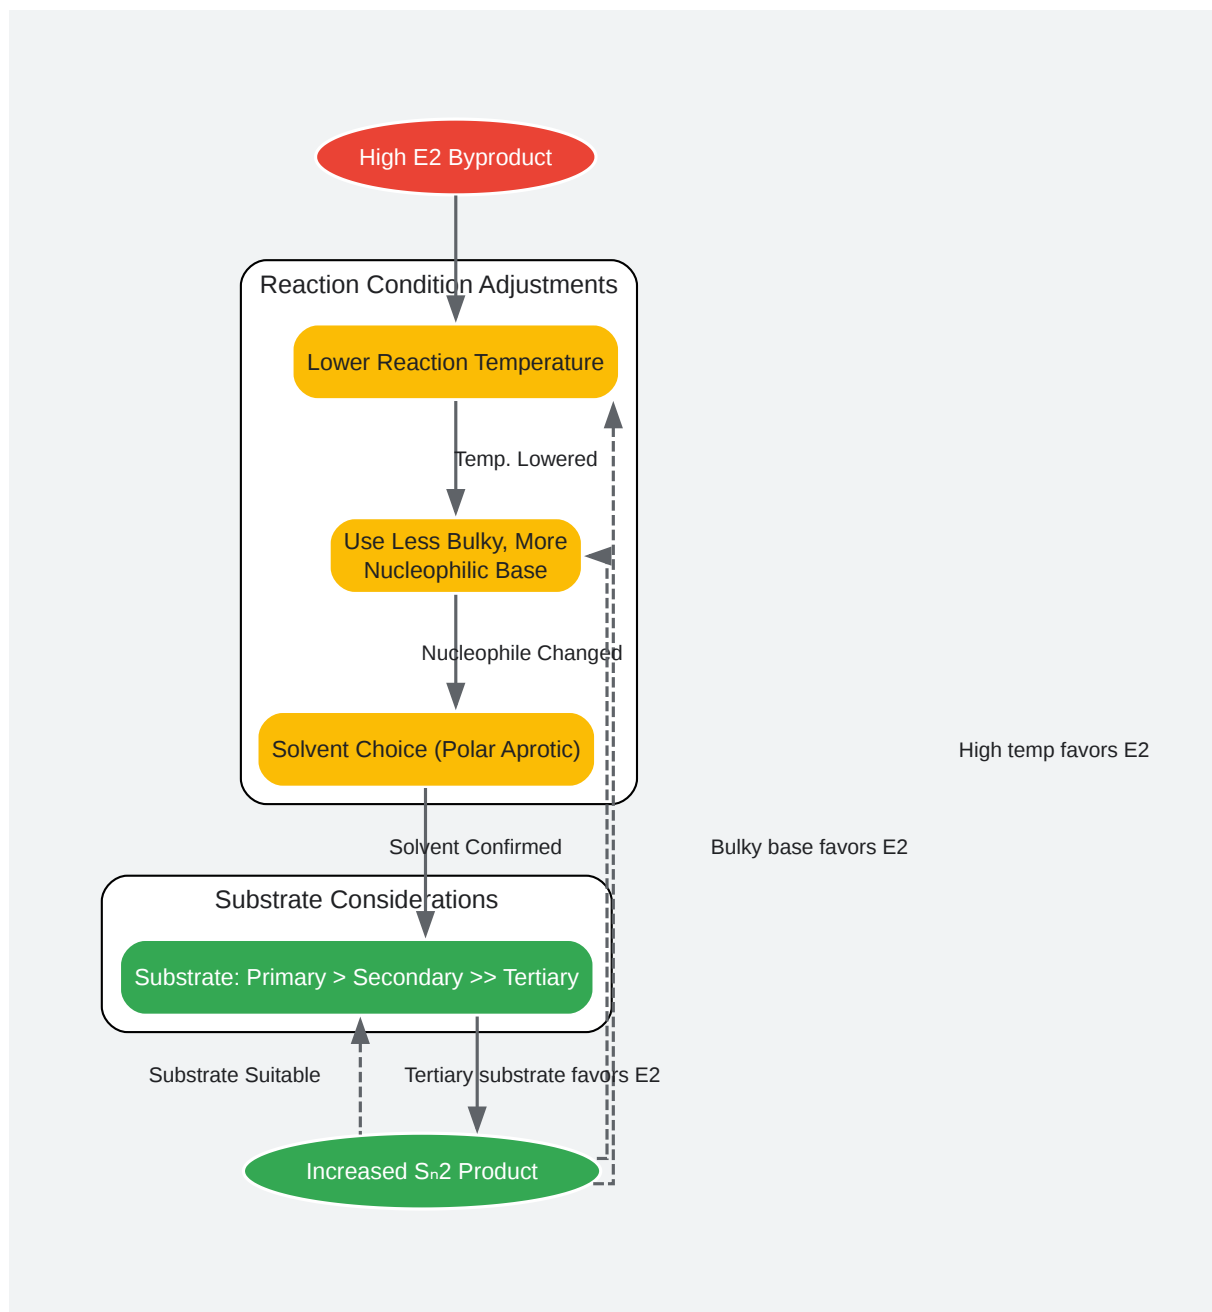 High E2 Byproduct
Reaction Condition Adjustments
Lower Reaction Temperature
Temp. Lowered
Use Less Bulky, More
Nucleophilic Base
Nucleophile Changed
Solvent Choice (Polar Aprotic)
High temp favors E2
Solvent Confirmed
Bulky base favors E2
Substrate Considerations
Substrate: Primary > Secondary >> Tertiary
Substrate Suitable
Tertiary substrate favors E2
Increased Sₙ2 Product